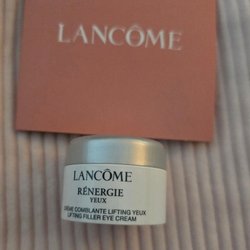 LANCÔME
LANCÔME
RÉNERGIE
YEUX
CRÈME COMBLANTE LIFTING YEUX
LIFTING FILLER EYE CREAM